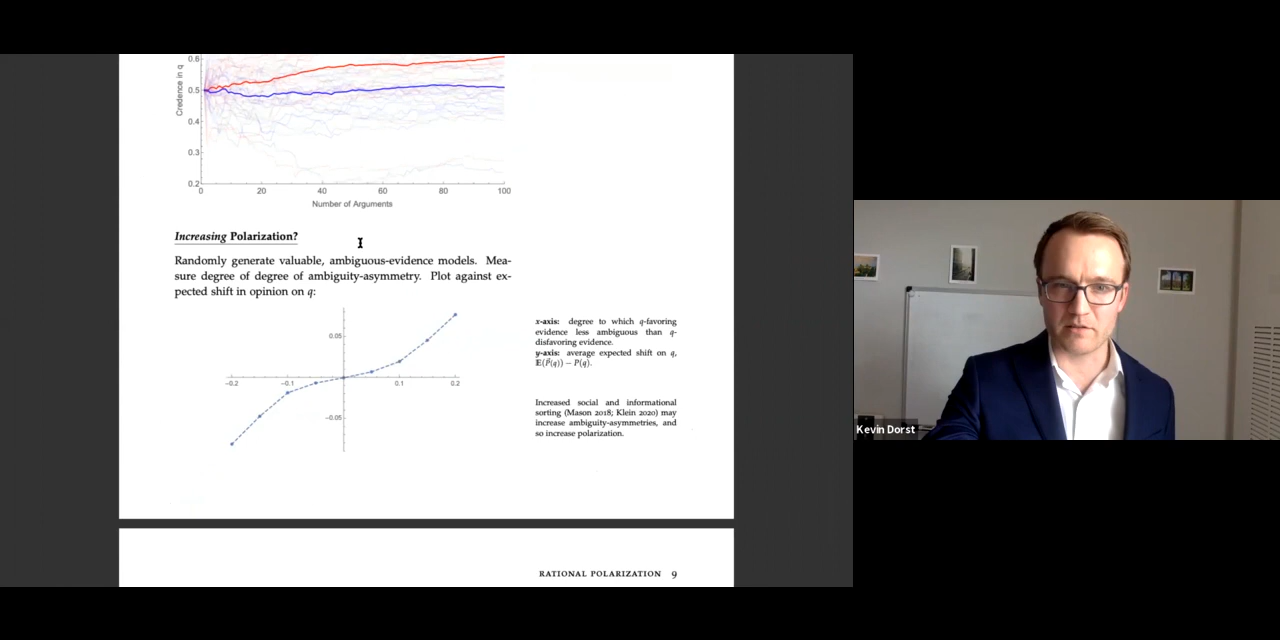 0.6
0.5
0.4
0.3
0.2
Credence in q
0
20
40
60
80
100
Number of Arguments
Increasing Polarization?
Randomly generate valuable, ambiguous-evidence models. Mea-
sure degree of degree of ambiguity-asymmetry. Plot against ex-
pected shift in opinion on q:
0.05
−0.2
−0.1
0.1
0.2
−0.05
x-axis: degree to which q-favoring
evidence less ambiguous than q-
disfavoring evidence.
y-axis: average expected shift on q,
𝔼(P̃(q)) − P(q).
Increased social and informational
sorting (Mason 2018; Klein 2020) may
increase ambiguity-asymmetries, and
so increase polarization.
RATIONAL POLARIZATION 9
Kevin Dorst